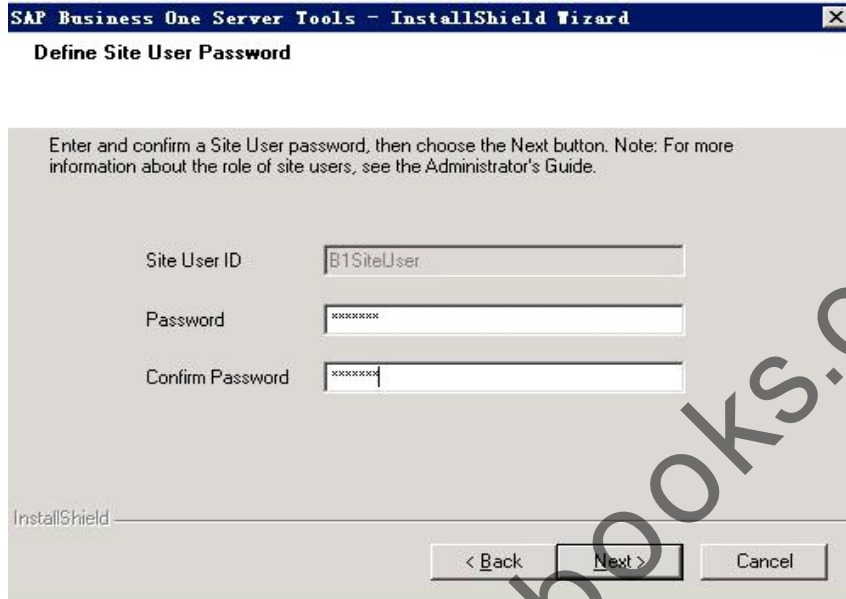 SAP Business One Server Tools - InstallShield Wizard
Define Site User Password
Enter and confirm a Site User password, then choose the Next button. Note: For more
information about the role of site users, see the Administrator's Guide.
Site User ID B1SiteUser
Password *******
Confirm Password *******
InstallShield
< Back Next > Cancel
ooks.